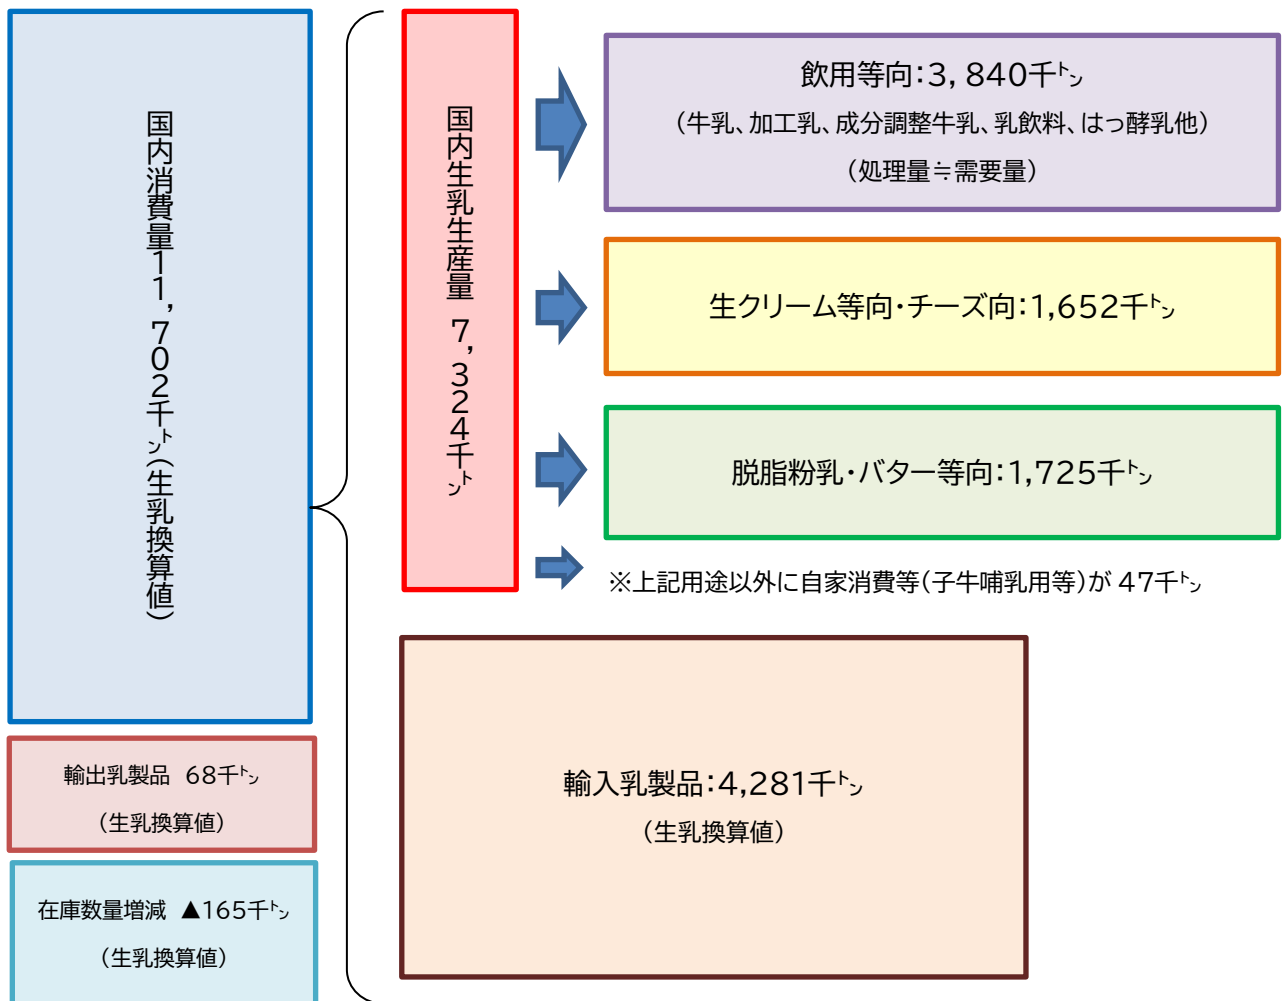 国内消費量11,702千㌧(生乳換算値)
輸出乳製品　68千㌧
(生乳換算値)
在庫数量増減　▲165千㌧
(生乳換算値)
国内生乳生産量 7,324千㌧
飲用等向:3,840千㌧
(牛乳、加工乳、成分調整牛乳、乳飲料、はっ酵乳他)
(処理量≒需要量)
生クリーム等向・チーズ向:1,652千㌧
脱脂粉乳・バター等向:1,725千㌧
※上記用途以外に自家消費等(子牛哺乳用等)が 47千㌧
輸入乳製品:4,281千㌧
(生乳換算値)